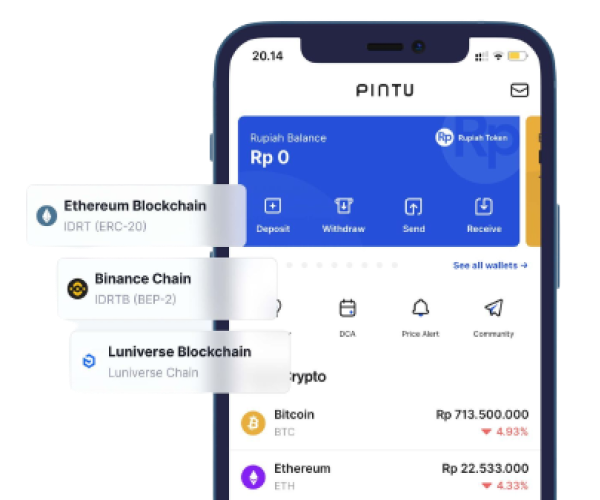 20.14
PINTU
Rupiah Balance
Rp Rupiah Token
Rp 0
Rp
Deposit Withdraw Send Receive
Ethereum Blockchain
IDRT (ERC-20)
See all wallets →
Binance Chain
IDRTB (BEP-2)
DCA Price Alert Community
Luniverse Blockchain
Luniverse Chain
Crypto
Bitcoin Rp 713.500.000
BTC 4.93%
Ethereum Rp 22.533.000
ETH 4.33%